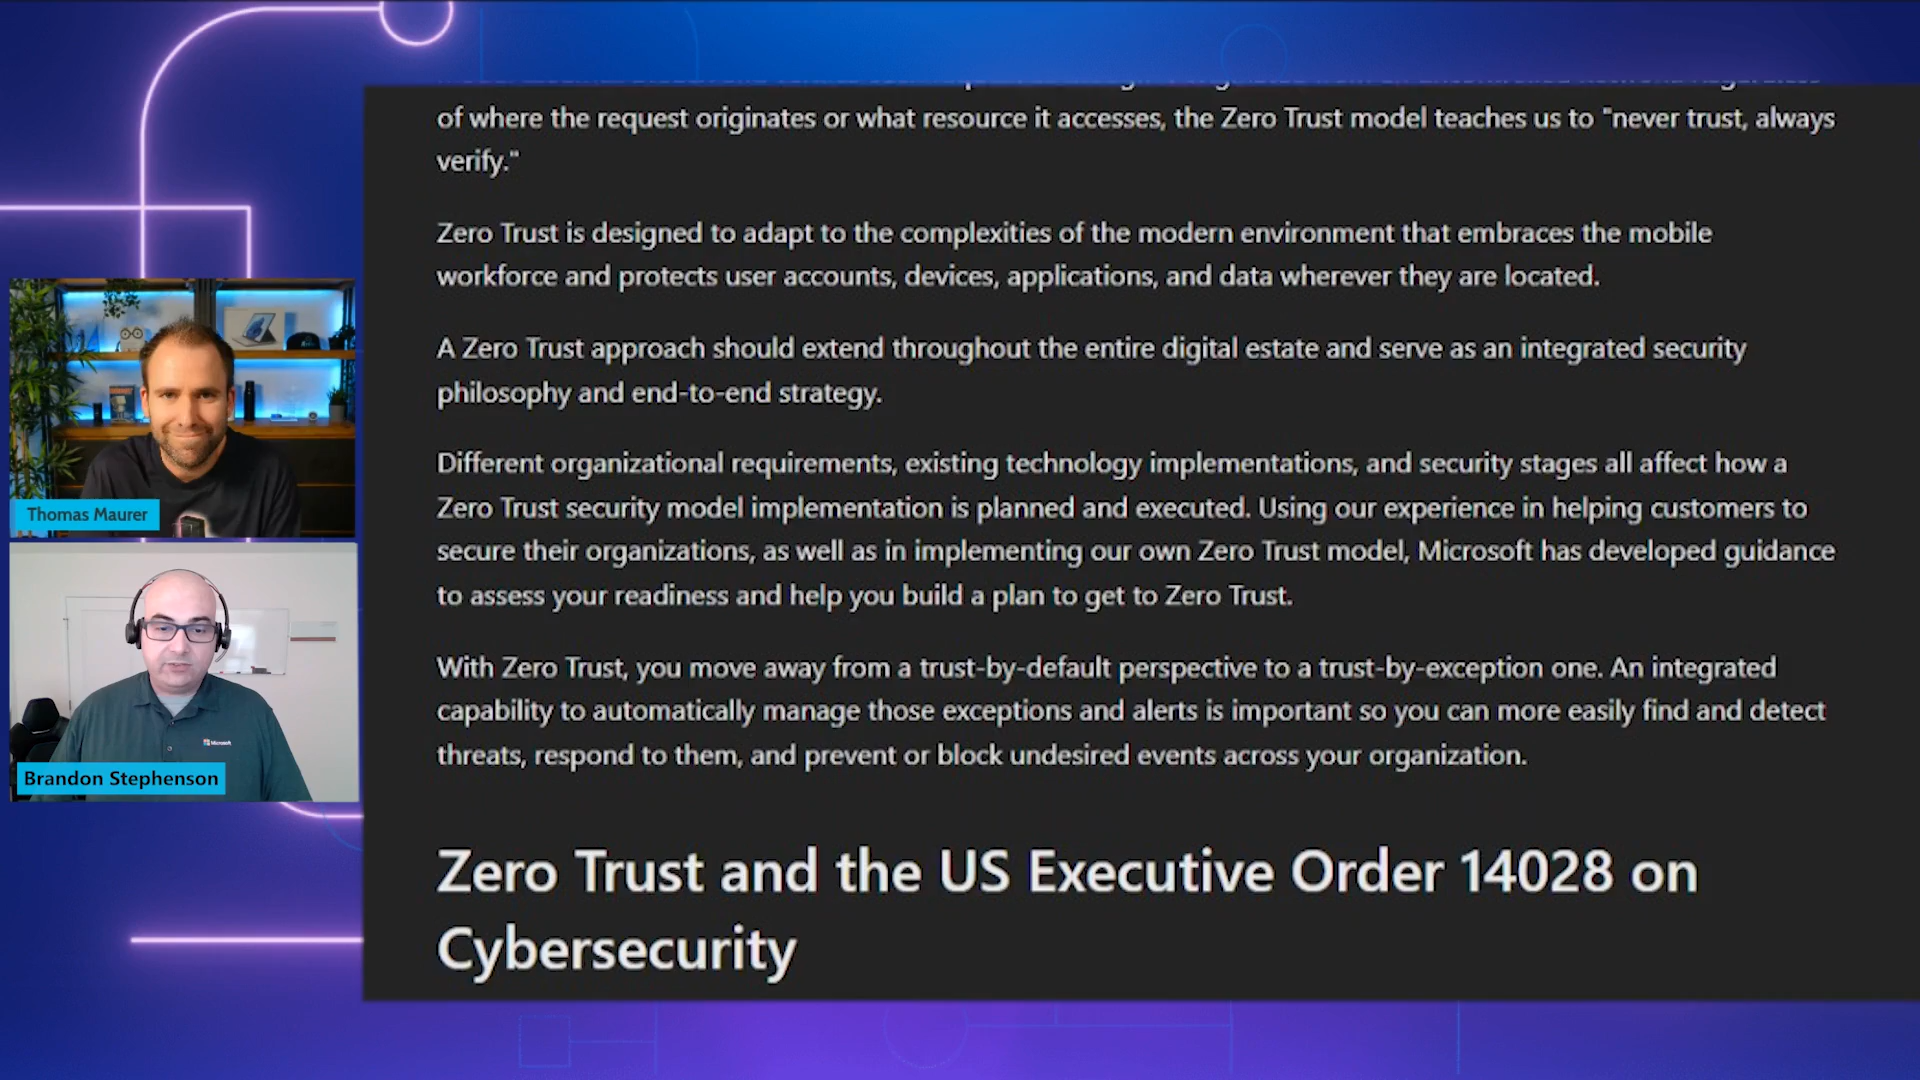 of where the request originates or what resource it accesses, the Zero Trust model teaches us to "never trust, always
verify."
Zero Trust is designed to adapt to the complexities of the modern environment that embraces the mobile
workforce and protects user accounts, devices, applications, and data wherever they are located.
A Zero Trust approach should extend throughout the entire digital estate and serve as an integrated security
philosophy and end-to-end strategy.
Different organizational requirements, existing technology implementations, and security stages all affect how a
Zero Trust security model implementation is planned and executed. Using our experience in helping customers to
secure their organizations, as well as in implementing our own Zero Trust model, Microsoft has developed guidance
to assess your readiness and help you build a plan to get to Zero Trust.
With Zero Trust, you move away from a trust-by-default perspective to a trust-by-exception one. An integrated
capability to automatically manage those exceptions and alerts is important so you can more easily find and detect
threats, respond to them, and prevent or block undesired events across your organization.
Zero Trust and the US Executive Order 14028 on
Cybersecurity
Thomas Maurer
Microsoft
Brandon Stephenson